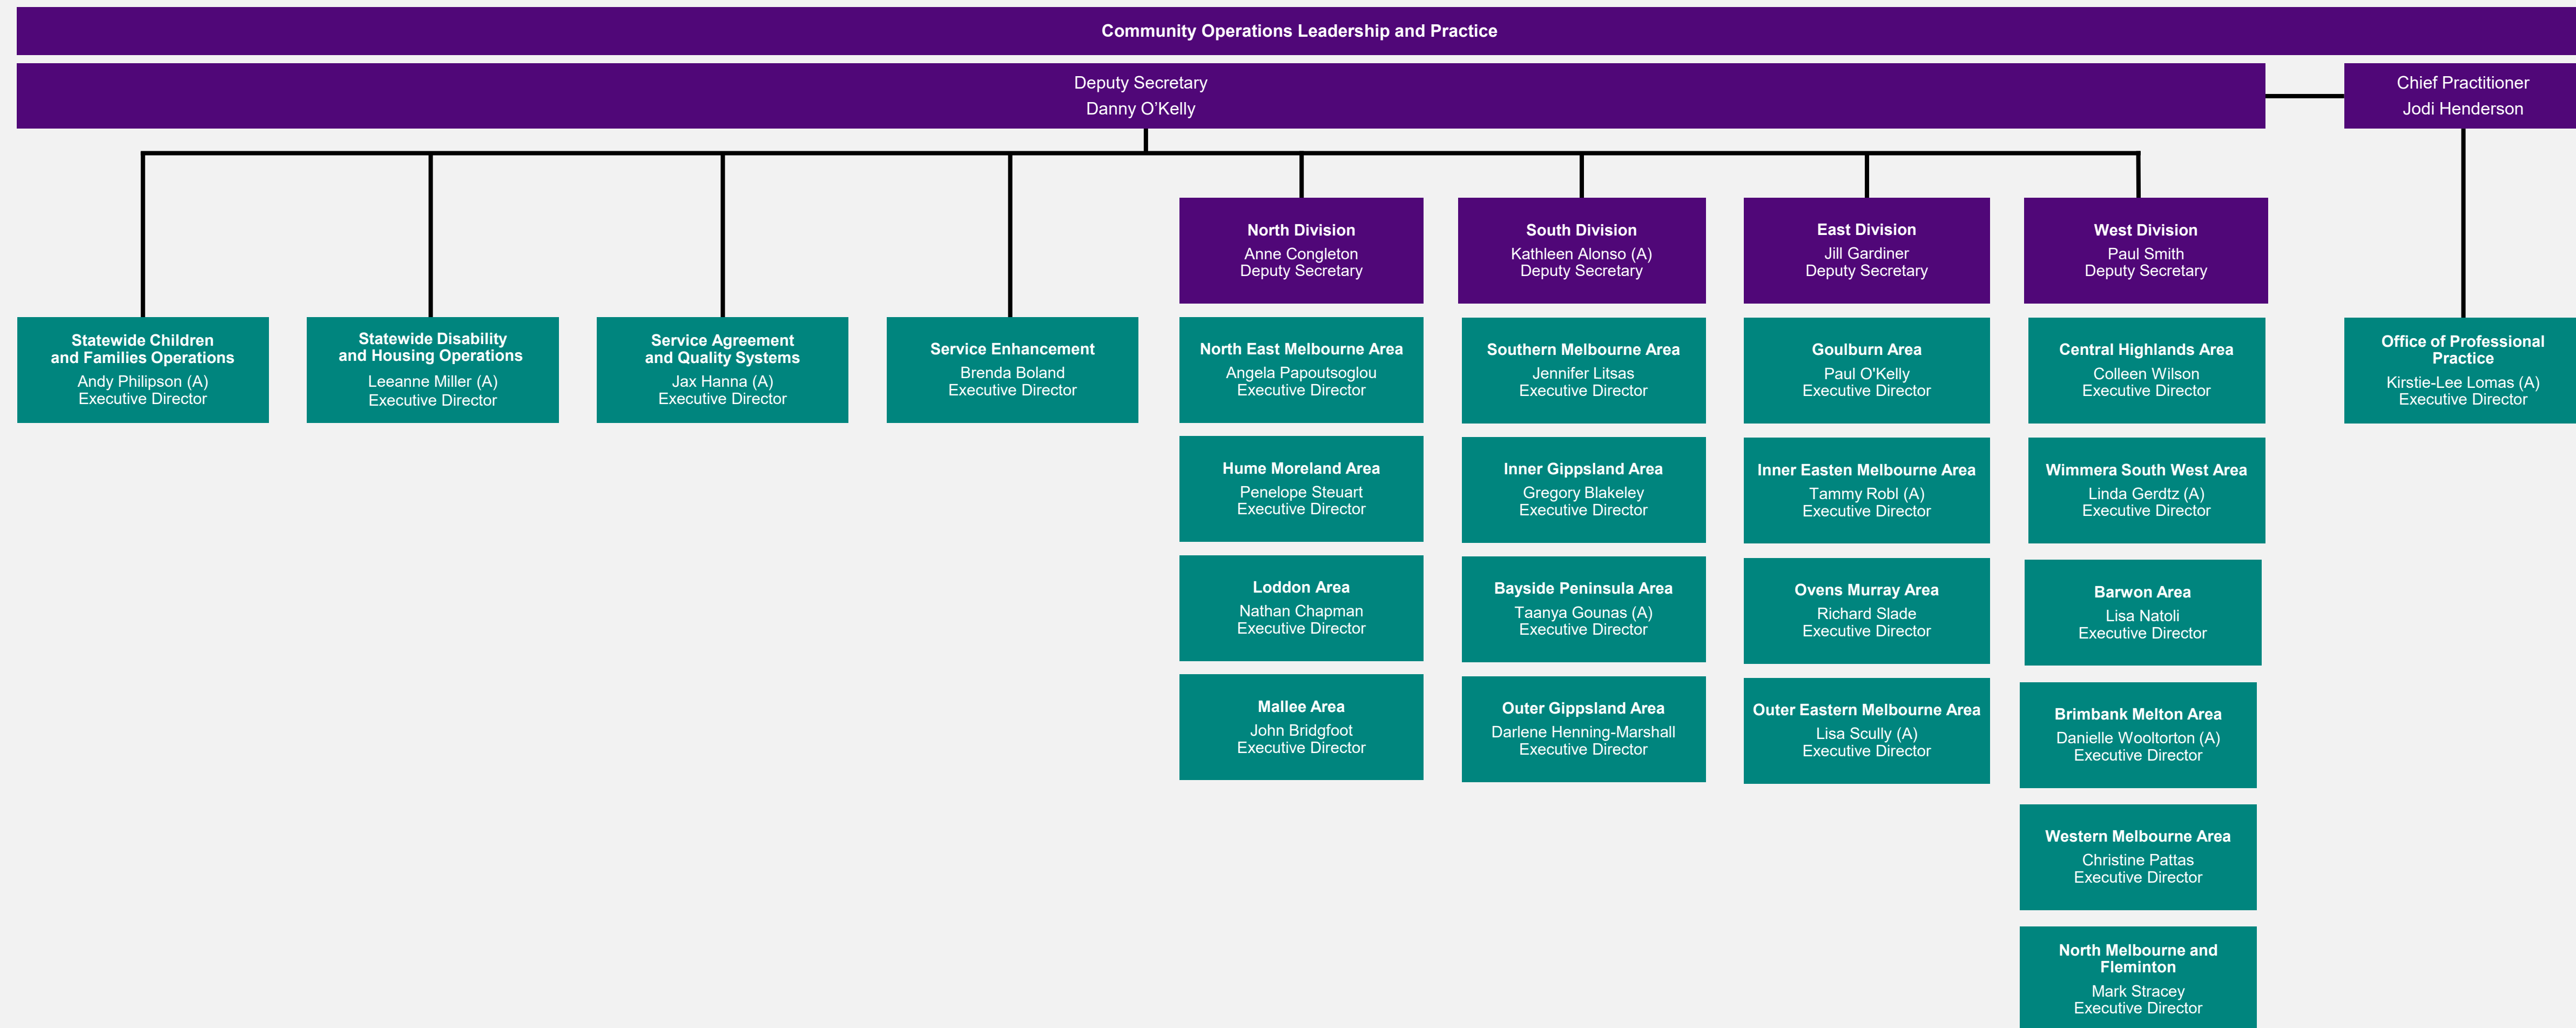 Community Operations Leadership and Practice
Deputy Secretary
Danny O’Kelly
Chief Practitioner
Jodi Henderson
North Division
Anne Congleton
Deputy Secretary
South Division
Kathleen Alonso (A)
Deputy Secretary
East Division
Jill Gardiner
Deputy Secretary
West Division
Paul Smith
Deputy Secretary
Statewide Children
and Families Operations
Andy Philipson (A)
Executive Director
Statewide Disability
and Housing Operations
Leeanne Miller (A)
Executive Director
Service Agreement
and Quality Systems
Jax Hanna (A)
Executive Director
Service Enhancement
Brenda Boland
Executive Director
North East Melbourne Area
Angela Papoutsoglou
Executive Director
Southern Melbourne Area
Jennifer Litsas
Executive Director
Goulburn Area
Paul O'Kelly
Executive Director
Central Highlands Area
Colleen Wilson
Executive Director
Office of Professional
Practice
Kirstie-Lee Lomas (A)
Executive Director
Hume Moreland Area
Penelope Steuart
Executive Director
Inner Gippsland Area
Gregory Blakeley
Executive Director
Inner Easten Melbourne Area
Tammy Robl (A)
Executive Director
Wimmera South West Area
Linda Gerdtz (A)
Executive Director
Loddon Area
Nathan Chapman
Executive Director
Bayside Peninsula Area
Taanya Gounas (A)
Executive Director
Ovens Murray Area
Richard Slade
Executive Director
Barwon Area
Lisa Natoli
Executive Director
Mallee Area
John Bridgfoot
Executive Director
Outer Gippsland Area
Darlene Henning-Marshall
Executive Director
Outer Eastern Melbourne Area
Lisa Scully (A)
Executive Director
Brimbank Melton Area
Danielle Wooltorton (A)
Executive Director
Western Melbourne Area
Christine Pattas
Executive Director
North Melbourne and
Fleminton
Mark Stracey
Executive Director